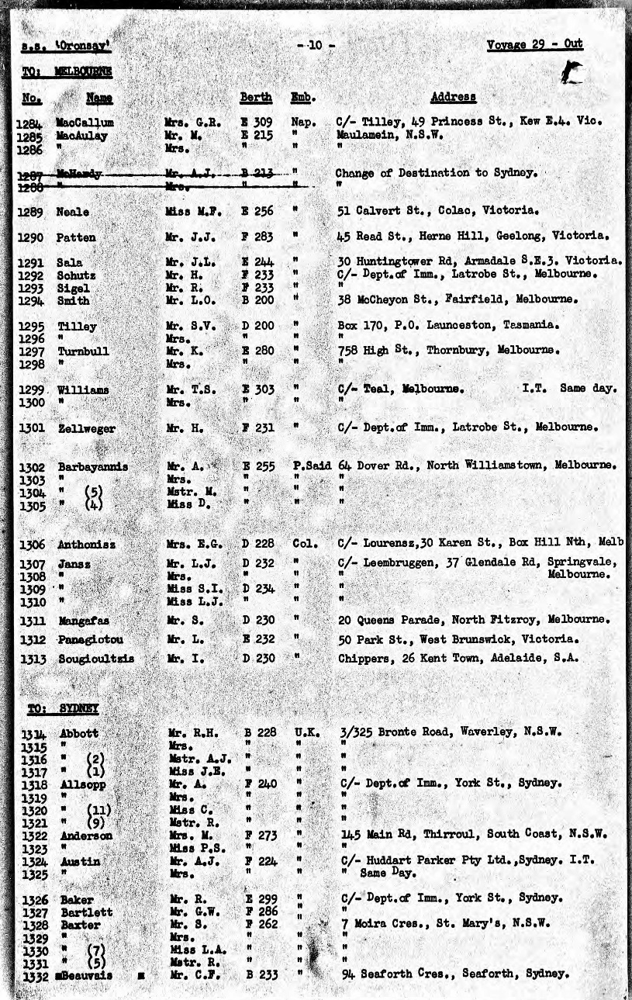 s.s. 'Oronsay' - 10 - Voyage 29 - Out
TO: MELBOURNE
No. Name Berth Emb. Address
1284 MacCallum Mrs. G.R. E 309 Nap. C/- Tilley, 49 Princess St., Kew E.4. Vic.
1285 MacAulay Mr. M. E 215 " Maulamein, N.S.W.
1286 " Mrs. " " "
1287 McHardy Mr. A.J. B 213 " Change of Destination to Sydney.
1288 " Mrs. " " "
1289 Neale Miss M.F. E 256 " 51 Calvert St., Colac, Victoria.
1290 Patten Mr. J.J. F 283 " 45 Read St., Herne Hill, Geelong, Victoria.
1291 Sala Mr. J.L. E 244 " 30 Huntingtower Rd, Armadale S.E.3. Victoria.
1292 Schutz Mr. H. F 233 " C/- Dept.of Imm., Latrobe St., Melbourne.
1293 Sigel Mr. R. F 233 " "
1294 Smith Mr. L.O. B 200 " 38 McCheyon St., Fairfield, Melbourne.
1295 Tilley Mr. S.V. D 200 " Box 170, P.O. Launceston, Tasmania.
1296 " Mrs. " " "
1297 Turnbull Mr. K. E 280 " 758 High St., Thornbury, Melbourne.
1298 " Mrs. " " "
1299 Williams Mr. T.S. E 303 " C/- Teal, Melbourne. I.T. Same day.
1300 " Mrs. " " "
1301 Zellweger Mr. H. F 231 " C/- Dept.of Imm., Latrobe St., Melbourne.
1302 Barbayannis Mr. A. E 255 P.Said 64 Dover Rd., North Williamstown, Melbourne.
1303 " Mrs. " " "
1304 " (5) Mstr. M. " " "
1305 " (4) Miss D. " " "
1306 Anthonisz Mrs. E.G. D 228 Col. C/- Lourensz,30 Karen St., Box Hill Nth, Melb
1307 Jansz Mr. L.J. D 232 " C/- Leembruggen, 37 Glendale Rd, Springvale,
1308 " Mrs. " " " Melbourne.
1309 " Miss S.I. D 234 " "
1310 " Miss L.J. " " "
1311 Mangafas Mr. S. D 230 " 20 Queens Parade, North Fitzroy, Melbourne.
1312 Panagiotou Mr. L. E 232 " 50 Park St., West Brunswick, Victoria.
1313 Sougioultzis Mr. I. D 230 " Chippers, 26 Kent Town, Adelaide, S.A.
TO: SYDNEY
1314 Abbott Mr. R.H. B 228 U.K. 3/325 Bronte Road, Waverley, N.S.W.
1315 " Mrs. " " "
1316 " (2) Mstr. A.J. " " "
1317 " (1) Miss J.E. " " "
1318 Allsopp Mr. A. F 240 " C/- Dept.of Imm., York St., Sydney.
1319 " Mrs. " " "
1320 " (11) Miss C. " " "
1321 " (9) Mstr. R. " " "
1322 Anderson Mrs. M. F 273 " 145 Main Rd, Thirroul, South Coast, N.S.W.
1323 " Miss P.S. " " "
1324 Austin Mr. A.J. F 224 " C/- Huddart Parker Pty Ltd.,Sydney. I.T.
1325 " Mrs. " " " Same Day.
1326 Baker Mr. R. E 299 " C/- Dept.of Imm., York St., Sydney.
1327 Bartlett Mr. G.W. F 286 " "
1328 Baxter Mr. S. F 262 " 7 Moira Cres., St. Mary's, N.S.W.
1329 " Mrs. " " "
1330 " (7) Miss L.A. " " "
1331 " (5) Mstr. R. " " "
1332 Beauvais Mr. C.F. B 233 " 94 Seaforth Cres., Seaforth, Sydney.